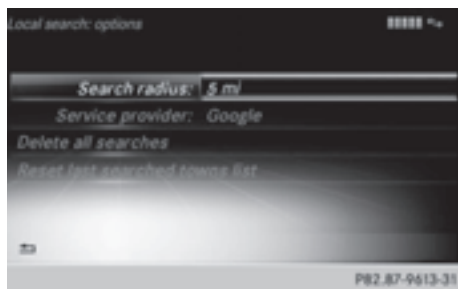 Local search: options
Search radius: 5 mi
Service provider: Google
Delete all searches
Reset last searched towns list
P82.87-9613-31